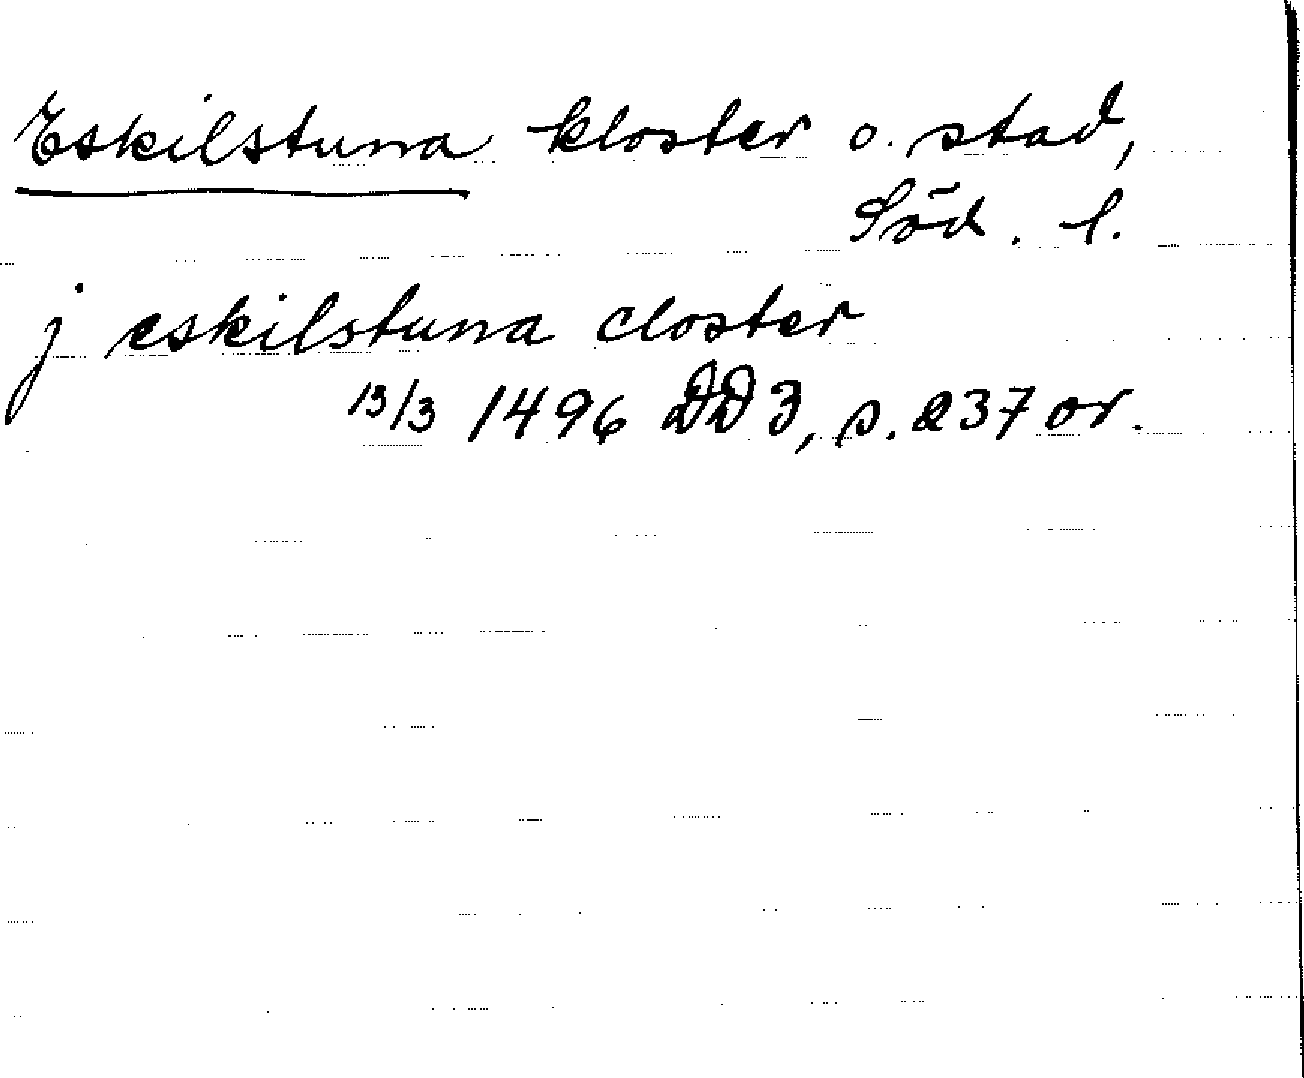 Eskilstuna kloster o. stad,
Söd. l.
j eskilstuna closter
13/3 1496 DD 3, s. 237 or.